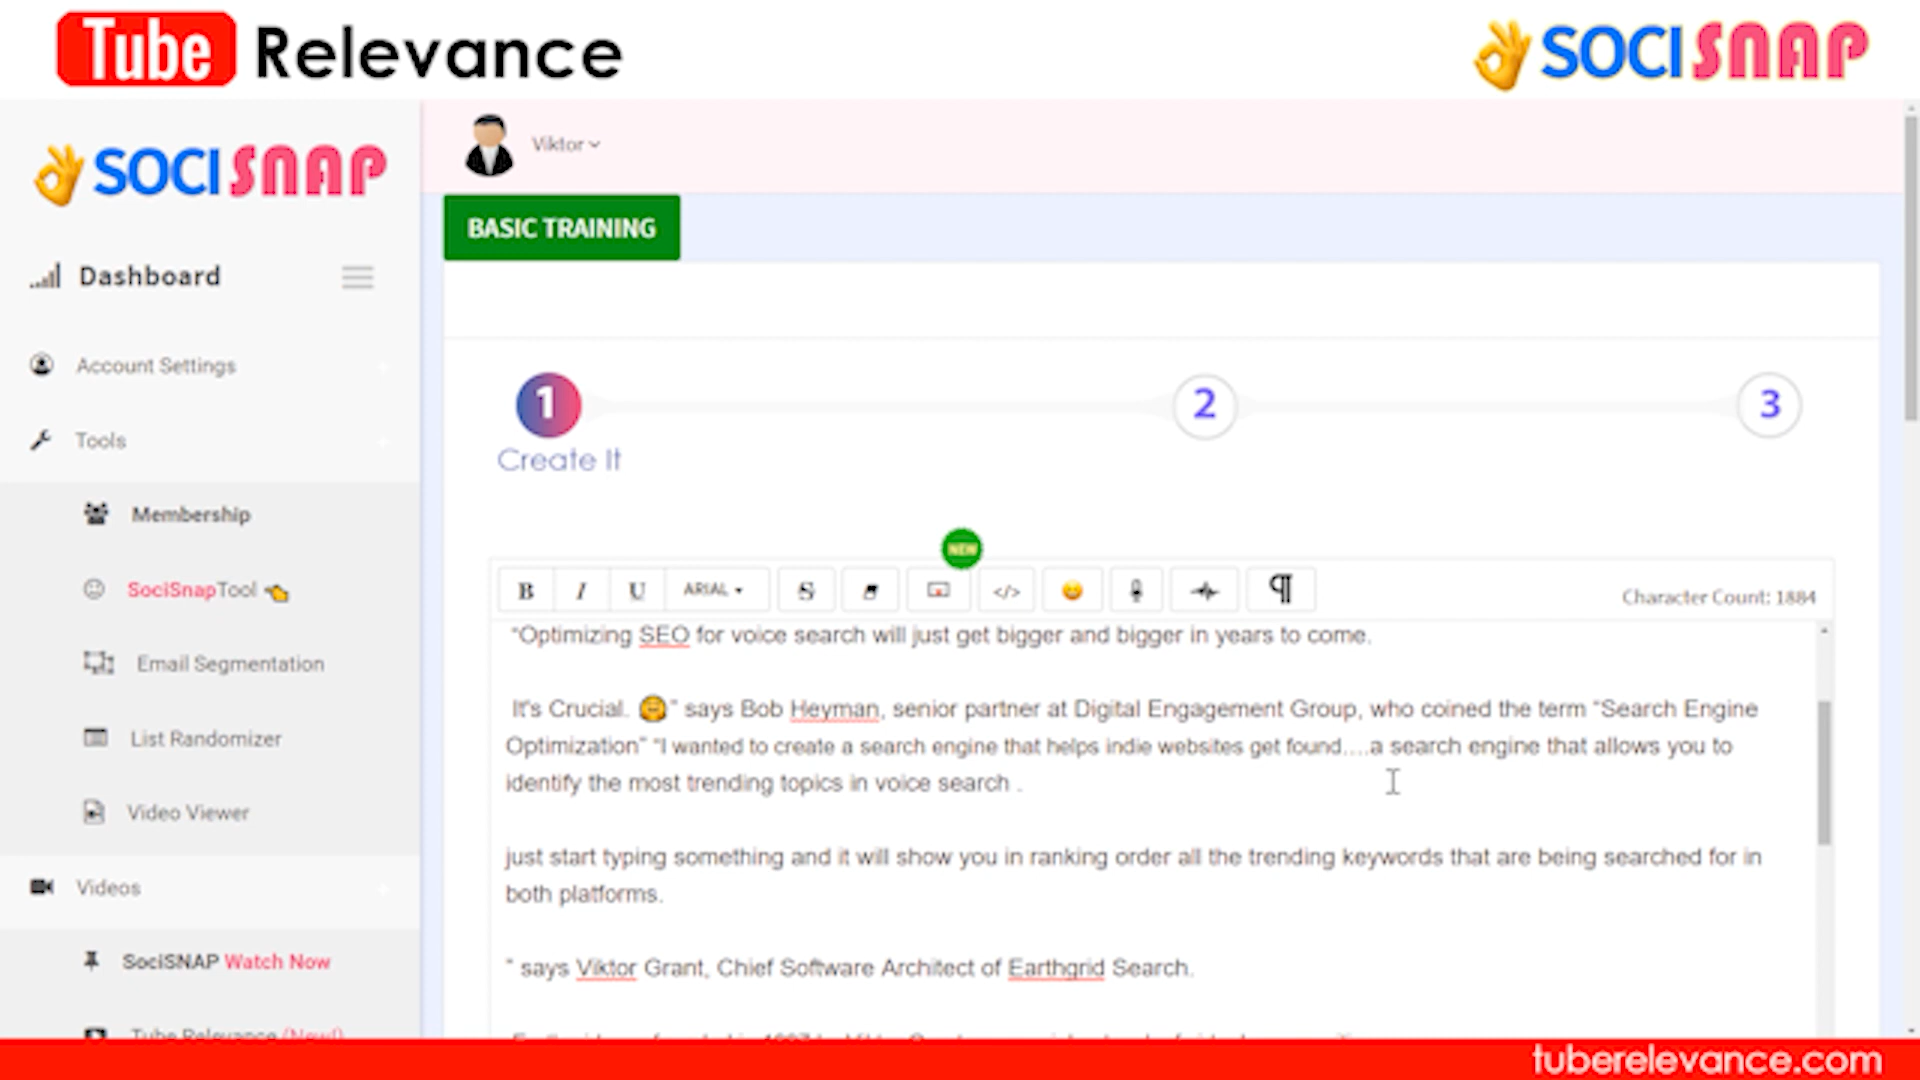 Tube Relevance
SOCISNAP
SOCISNAP
Viktor
BASIC TRAINING
Dashboard
Account Settings
Tools
Membership
SociSnapTool
Email Segmentation
List Randomizer
Video Viewer
Videos
SociSNAP Watch Now
Tube Relevance (New!)
1
2
3
Create It
NEW
B
I
U
ARIAL
S
</>
¶
Character Count: 1884
“Optimizing SEO for voice search will just get bigger and bigger in years to come.
It's Crucial. 🤗” says Bob Heyman, senior partner at Digital Engagement Group, who coined the term “Search Engine
Optimization” “I wanted to create a search engine that helps indie websites get found....a search engine that allows you to
identify the most trending topics in voice search .
just start typing something and it will show you in ranking order all the trending keywords that are being searched for in
both platforms.
” says Viktor Grant, Chief Software Architect of Earthgrid Search.
tuberelevance.com